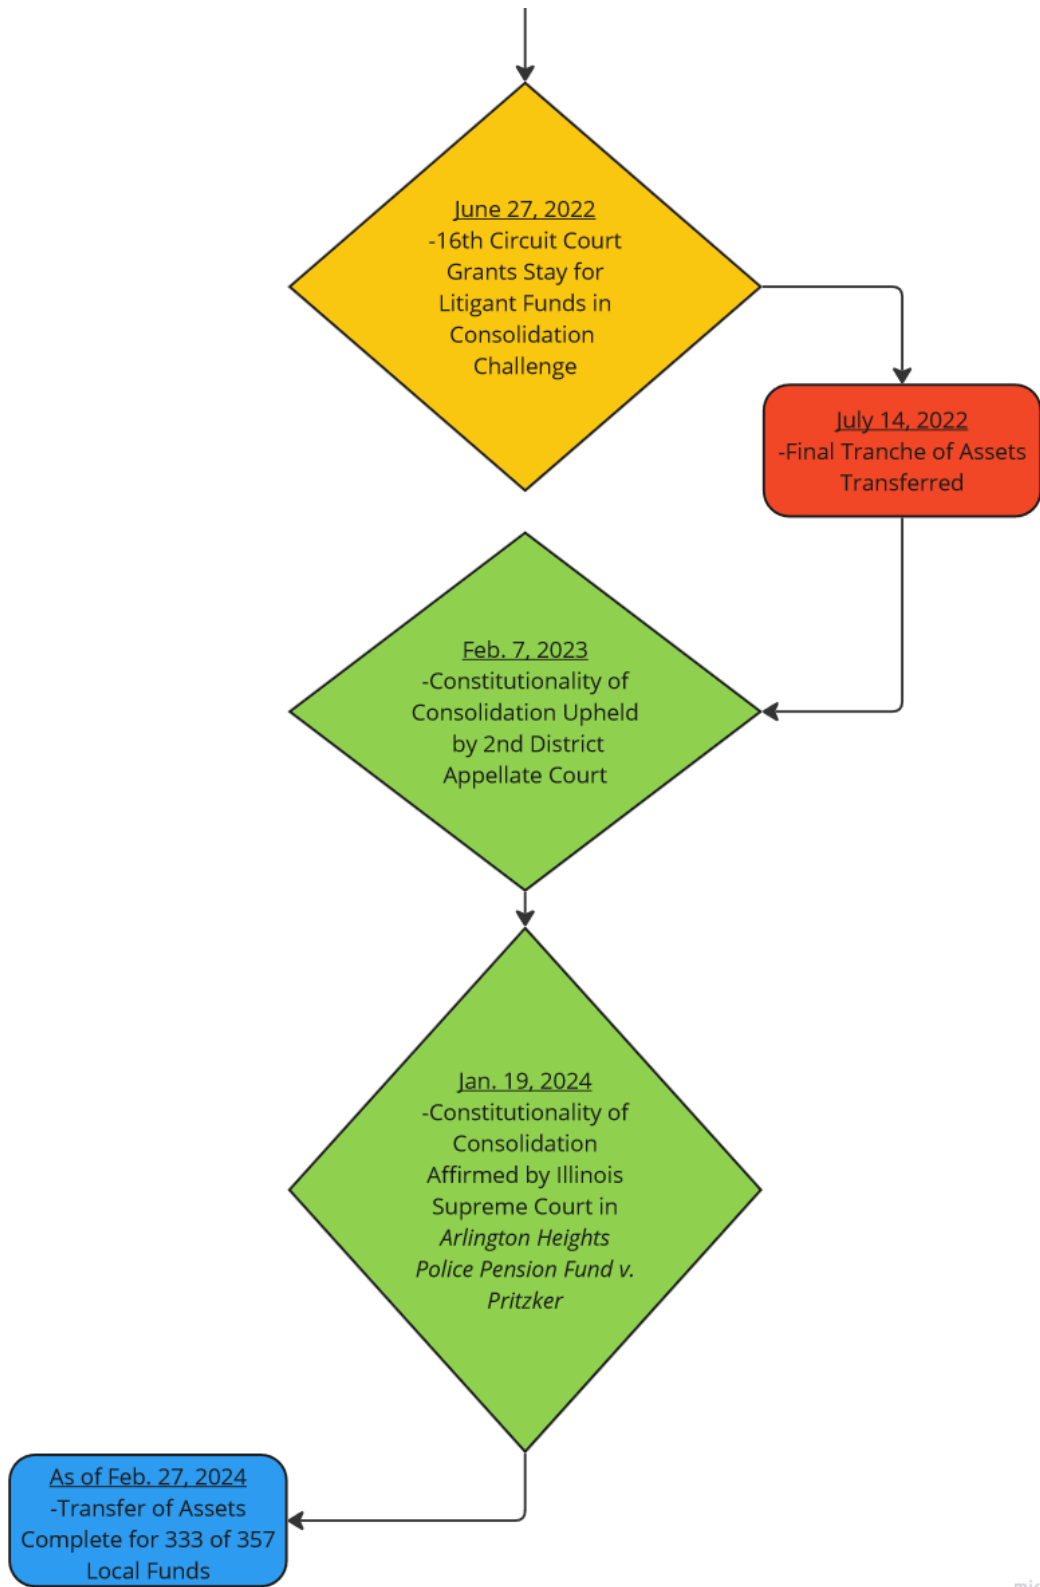 June 27, 2022
-16th Circuit Court
Grants Stay for
Litigant Funds in
Consolidation
Challenge
July 14, 2022
-Final Tranche of Assets
Transferred
Feb. 7, 2023
-Constitutionality of
Consolidation Upheld
by 2nd District
Appellate Court
Jan. 19, 2024
-Constitutionality of
Consolidation
Affirmed by Illinois
Supreme Court in
Arlington Heights
Police Pension Fund v.
Pritzker
As of Feb. 27, 2024
-Transfer of Assets
Complete for 333 of 357
Local Funds